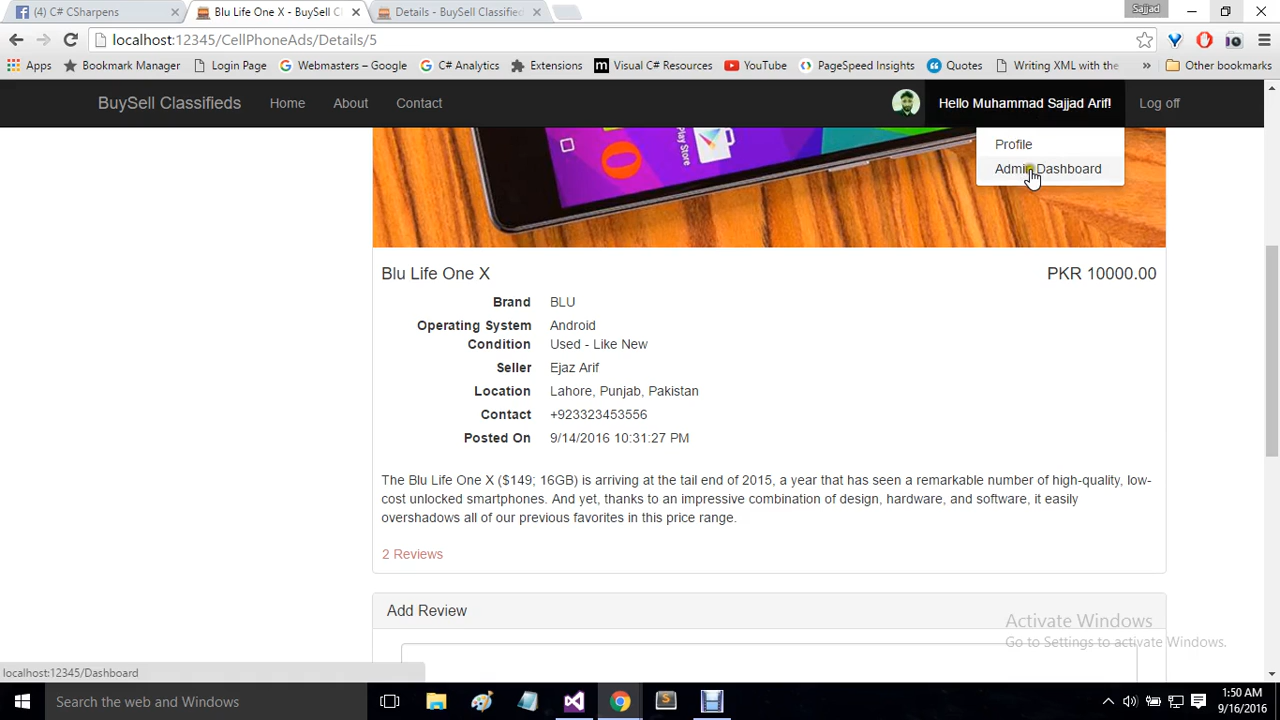 (4) C# CSharpens
Blu Life One X - BuySell C
Details - BuySell Classified
Sajjad
localhost:12345/CellPhoneAds/Details/5
Apps
Bookmark Manager
Login Page
Webmasters – Google
C# Analytics
Extensions
Visual C# Resources
YouTube
PageSpeed Insights
Quotes
Writing XML with the
»
Other bookmarks
BuySell Classifieds
Home
About
Contact
Hello Muhammad Sajjad Arif!
Log off
Profile
Admin Dashboard
Play Store
Blu Life One X
PKR 10000.00
Brand BLU
Operating System Android
Condition Used - Like New
Seller Ejaz Arif
Location Lahore, Punjab, Pakistan
Contact +923323453556
Posted On 9/14/2016 10:31:27 PM
The Blu Life One X ($149; 16GB) is arriving at the tail end of 2015, a year that has seen a remarkable number of high-quality, low-
cost unlocked smartphones. And yet, thanks to an impressive combination of design, hardware, and software, it easily
overshadows all of our previous favorites in this price range.
2 Reviews
Add Review
Activate Windows
Go to Settings to activate Windows.
localhost:12345/Dashboard
Search the web and Windows
1:50 AM
9/16/2016